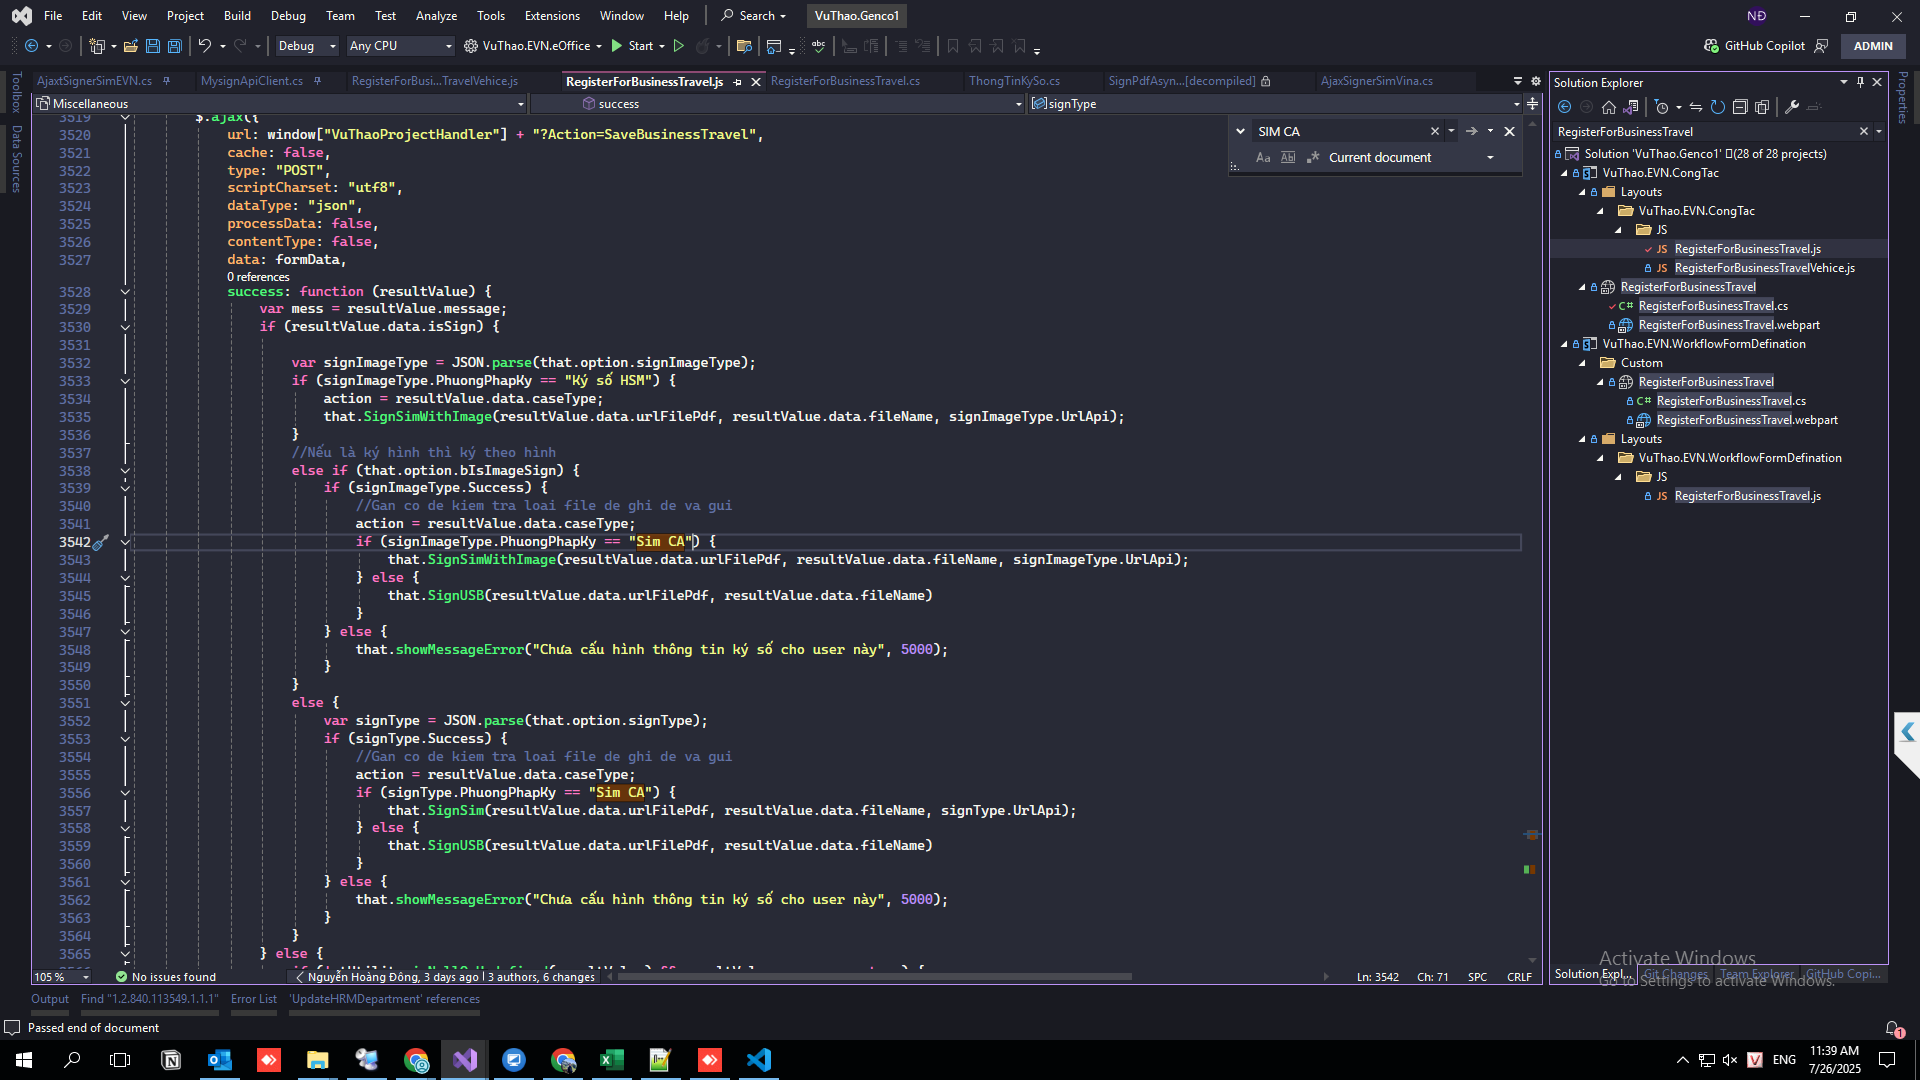 File Edit View Project Build Debug Team Test Analyze Tools Extensions Window Help Search VuThao.Genco1 NĐ
Debug Any CPU VuThao.EVN.eOffice Start GitHub Copilot ADMIN
AjaxtSignerSimEVN.cs MysignApiClient.cs RegisterForBusi...TravelVehice.js RegisterForBusinessTravel.js RegisterForBusinessTravel.cs ThongTinKySo.cs SignPdfAsyn...[decompiled] AjaxSignerSimVina.cs
Miscellaneous success signType
Toolbox
Data Sources
3519 $.ajax({
3520 url: window["VuThaoProjectHandler"] + "?Action=SaveBusinessTravel",
3521 cache: false,
3522 type: "POST",
3523 scriptCharset: "utf8",
3524 dataType: "json",
3525 processData: false,
3526 contentType: false,
3527 data: formData,
0 references
3528 success: function (resultValue) {
3529 var mess = resultValue.message;
3530 if (resultValue.data.isSign) {
3531
3532 var signImageType = JSON.parse(that.option.signImageType);
3533 if (signImageType.PhuongPhapKy == "Ký số HSM") {
3534 action = resultValue.data.caseType;
3535 that.SignSimWithImage(resultValue.data.urlFilePdf, resultValue.data.fileName, signImageType.UrlApi);
3536 }
3537 //Nếu là ký hình thì ký theo hình
3538 else if (that.option.bIsImageSign) {
3539 if (signImageType.Success) {
3540 //Gan co de kiem tra loai file de ghi de va gui
3541 action = resultValue.data.caseType;
3542 if (signImageType.PhuongPhapKy == "Sim CA") {
3543 that.SignSimWithImage(resultValue.data.urlFilePdf, resultValue.data.fileName, signImageType.UrlApi);
3544 } else {
3545 that.SignUSB(resultValue.data.urlFilePdf, resultValue.data.fileName)
3546 }
3547 } else {
3548 that.showMessageError("Chưa cấu hình thông tin ký số cho user này", 5000);
3549 }
3550 }
3551 else {
3552 var signType = JSON.parse(that.option.signType);
3553 if (signType.Success) {
3554 //Gan co de kiem tra loai file de ghi de va gui
3555 action = resultValue.data.caseType;
3556 if (signType.PhuongPhapKy == "Sim CA") {
3557 that.SignSim(resultValue.data.urlFilePdf, resultValue.data.fileName, signType.UrlApi);
3558 } else {
3559 that.SignUSB(resultValue.data.urlFilePdf, resultValue.data.fileName)
3560 }
3561 } else {
3562 that.showMessageError("Chưa cấu hình thông tin ký số cho user này", 5000);
3563 }
3564 }
3565 } else {
SIM CA
Aa Ab Current document
105 % No issues found Nguyễn Hoàng Đông, 3 days ago | 3 authors, 6 changes Ln: 3542 Ch: 71 SPC CRLF
Output Find "1.2.840.113549.1.1.1" Error List 'UpdateHRMDepartment' references
Passed end of document
Solution Explorer
RegisterForBusinessTravel
Solution 'VuThao.Genco1' (28 of 28 projects)
VuThao.EVN.CongTac
Layouts
VuThao.EVN.CongTac
JS
JS RegisterForBusinessTravel.js
JS RegisterForBusinessTravelVehice.js
RegisterForBusinessTravel
C# RegisterForBusinessTravel.cs
RegisterForBusinessTravel.webpart
VuThao.EVN.WorkflowFormDefination
Custom
RegisterForBusinessTravel
C# RegisterForBusinessTravel.cs
RegisterForBusinessTravel.webpart
Layouts
VuThao.EVN.WorkflowFormDefination
JS
JS RegisterForBusinessTravel.js
Properties
Activate Windows
Go to Settings to activate Windows.
Solution Expl... Git Changes Team Explorer GitHub Copi...
1
ENG
11:39 AM
7/26/2025